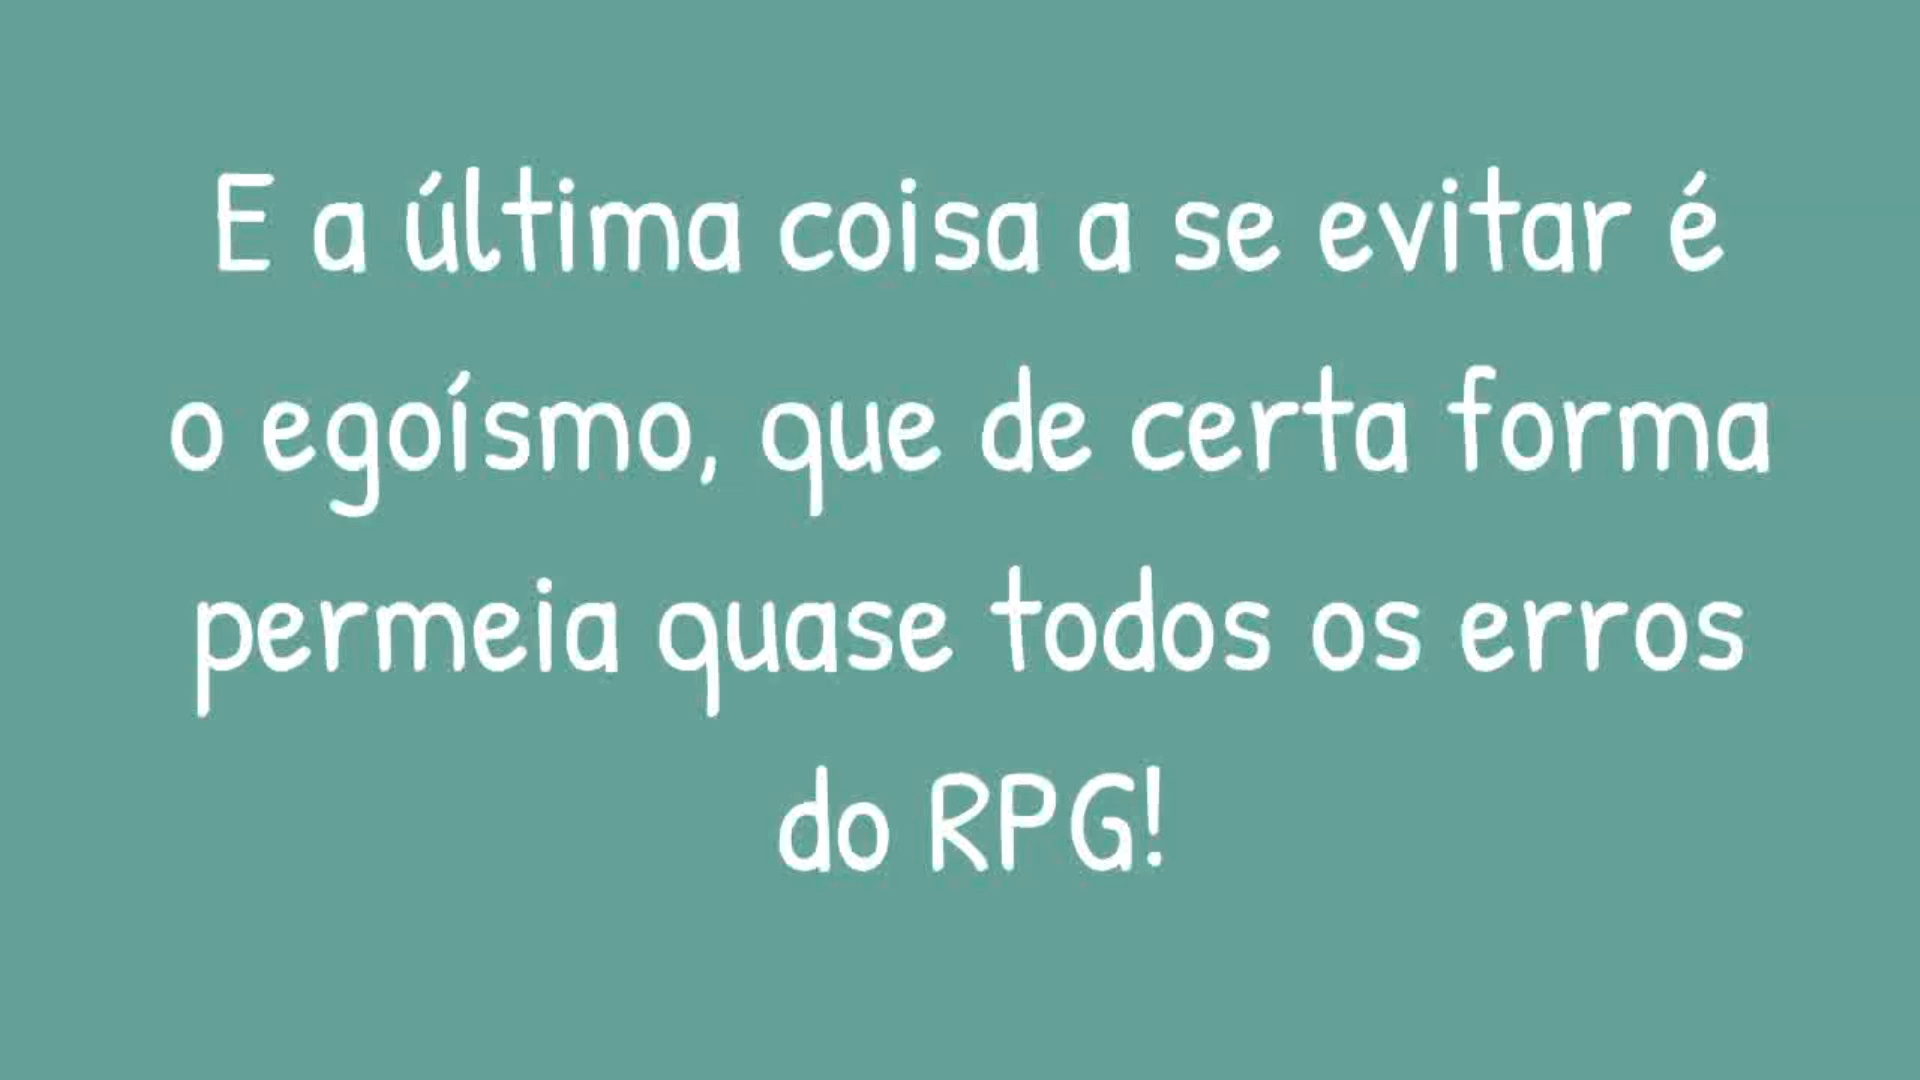 E a última coisa a se evitar é
o egoísmo, que de certa forma
permeia quase todos os erros
do RPG!